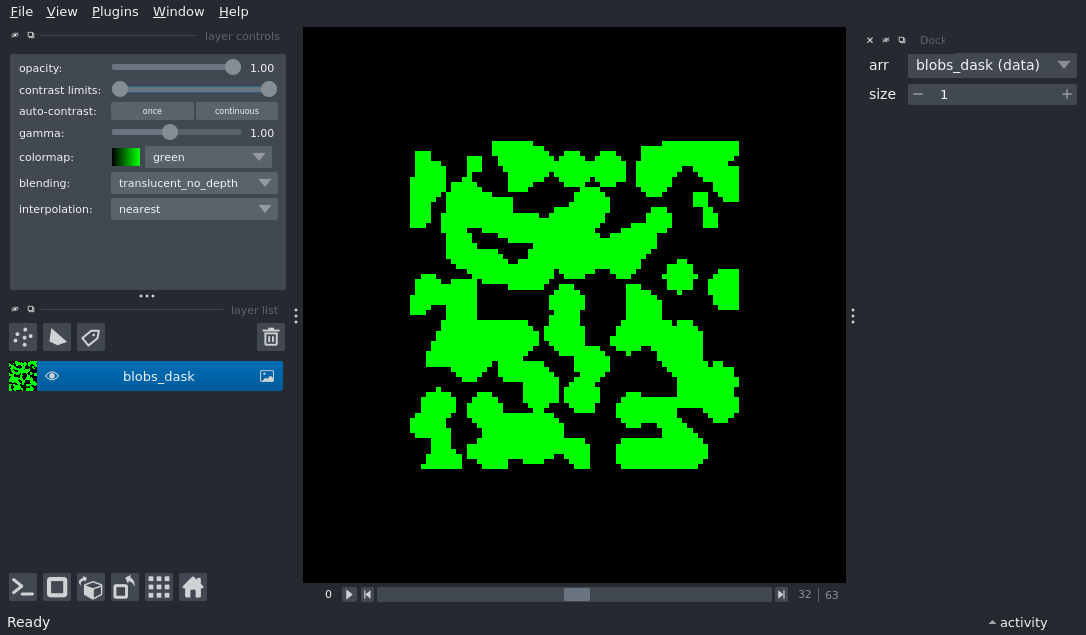 File View Plugins Window Help
layer controls
opacity: 1.00
contrast limits:
auto-contrast: once continuous
gamma: 1.00
colormap: green
blending: translucent_no_depth
interpolation: nearest
layer list
blobs_dask
Dock
arr blobs_dask (data)
size 1
0 32 63
Ready
activity